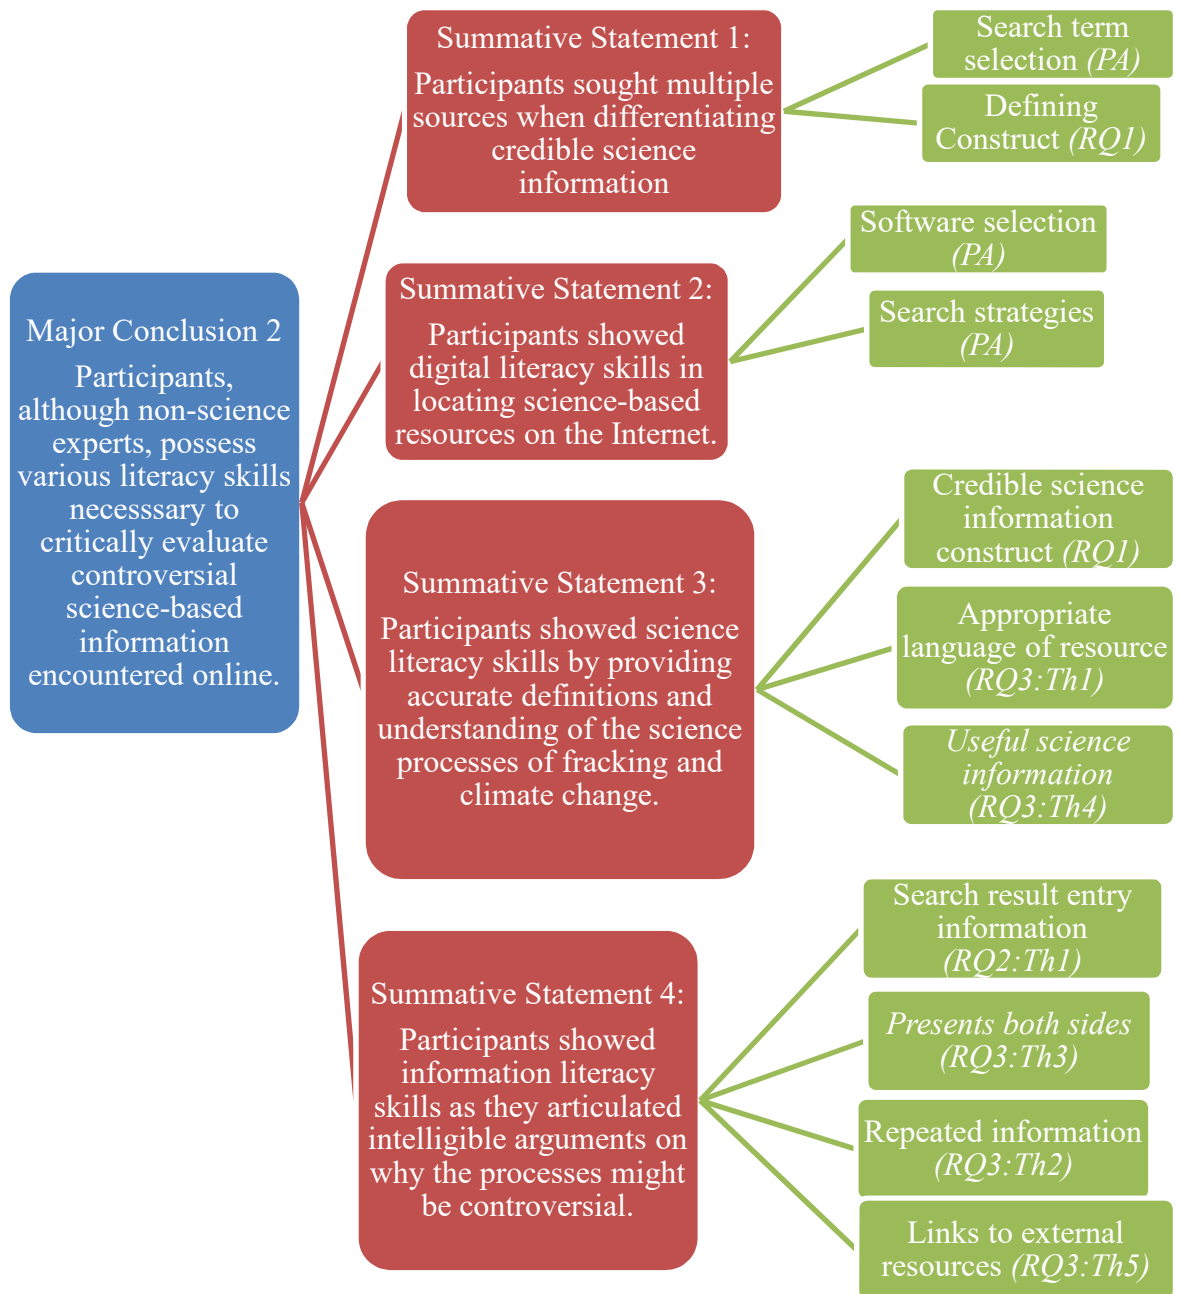 Major Conclusion 2
Participants,
although non-science
experts, possess
various literacy skills
necesssary to
critically evaluate
controversial
science-based
information
encountered online.
Summative Statement 1:
Participants sought multiple
sources when differentiating
credible science
information
Search term
selection (PA)
Defining
Construct (RQ1)
Summative Statement 2:
Participants showed
digital literacy skills in
locating science-based
resources on the Internet.
Software selection
(PA)
Search strategies
(PA)
Summative Statement 3:
Participants showed science
literacy skills by providing
accurate definitions and
understanding of the science
processes of fracking and
climate change.
Credible science
information
construct (RQ1)
Appropriate
language of resource
(RQ3:Th1)
Useful science
information
(RQ3:Th4)
Summative Statement 4:
Participants showed
information literacy
skills as they articulated
intelligible arguments on
why the processes might
be controversial.
Search result entry
information
(RQ2:Th1)
Presents both sides
(RQ3:Th3)
Repeated information
(RQ3:Th2)
Links to external
resources (RQ3:Th5)